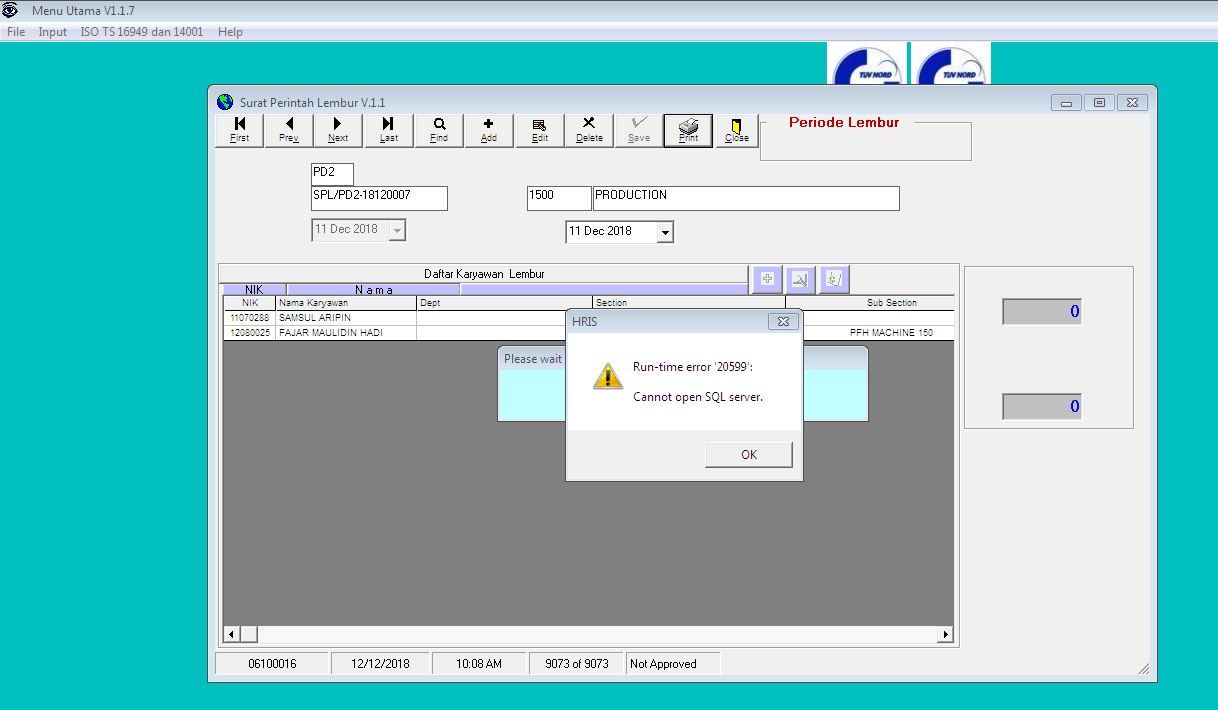 Menu Utama V1.1.7
File Input ISO TS 16949 dan 14001 Help
TÜV NORD TÜV NORD
Surat Perintah Lembur V.1.1
First Prev Next Last Find Add Edit Delete Save Print Close
Periode Lembur
PD2
SPL/PD2-18120007 1500 PRODUCTION
11 Dec 2018 11 Dec 2018
Daftar Karyawan Lembur
NIK N a m a
NIK Nama Karyawan Dept Section Sub Section
11070288 SAMSUL ARIPIN
12080025 FAJAR MAULIDIN HADI PFH MACHINE 150
0
0
Please wait
HRIS
Run-time error '20599':
Cannot open SQL server.
OK
06100016 12/12/2018 10:08 AM 9073 of 9073 Not Approved